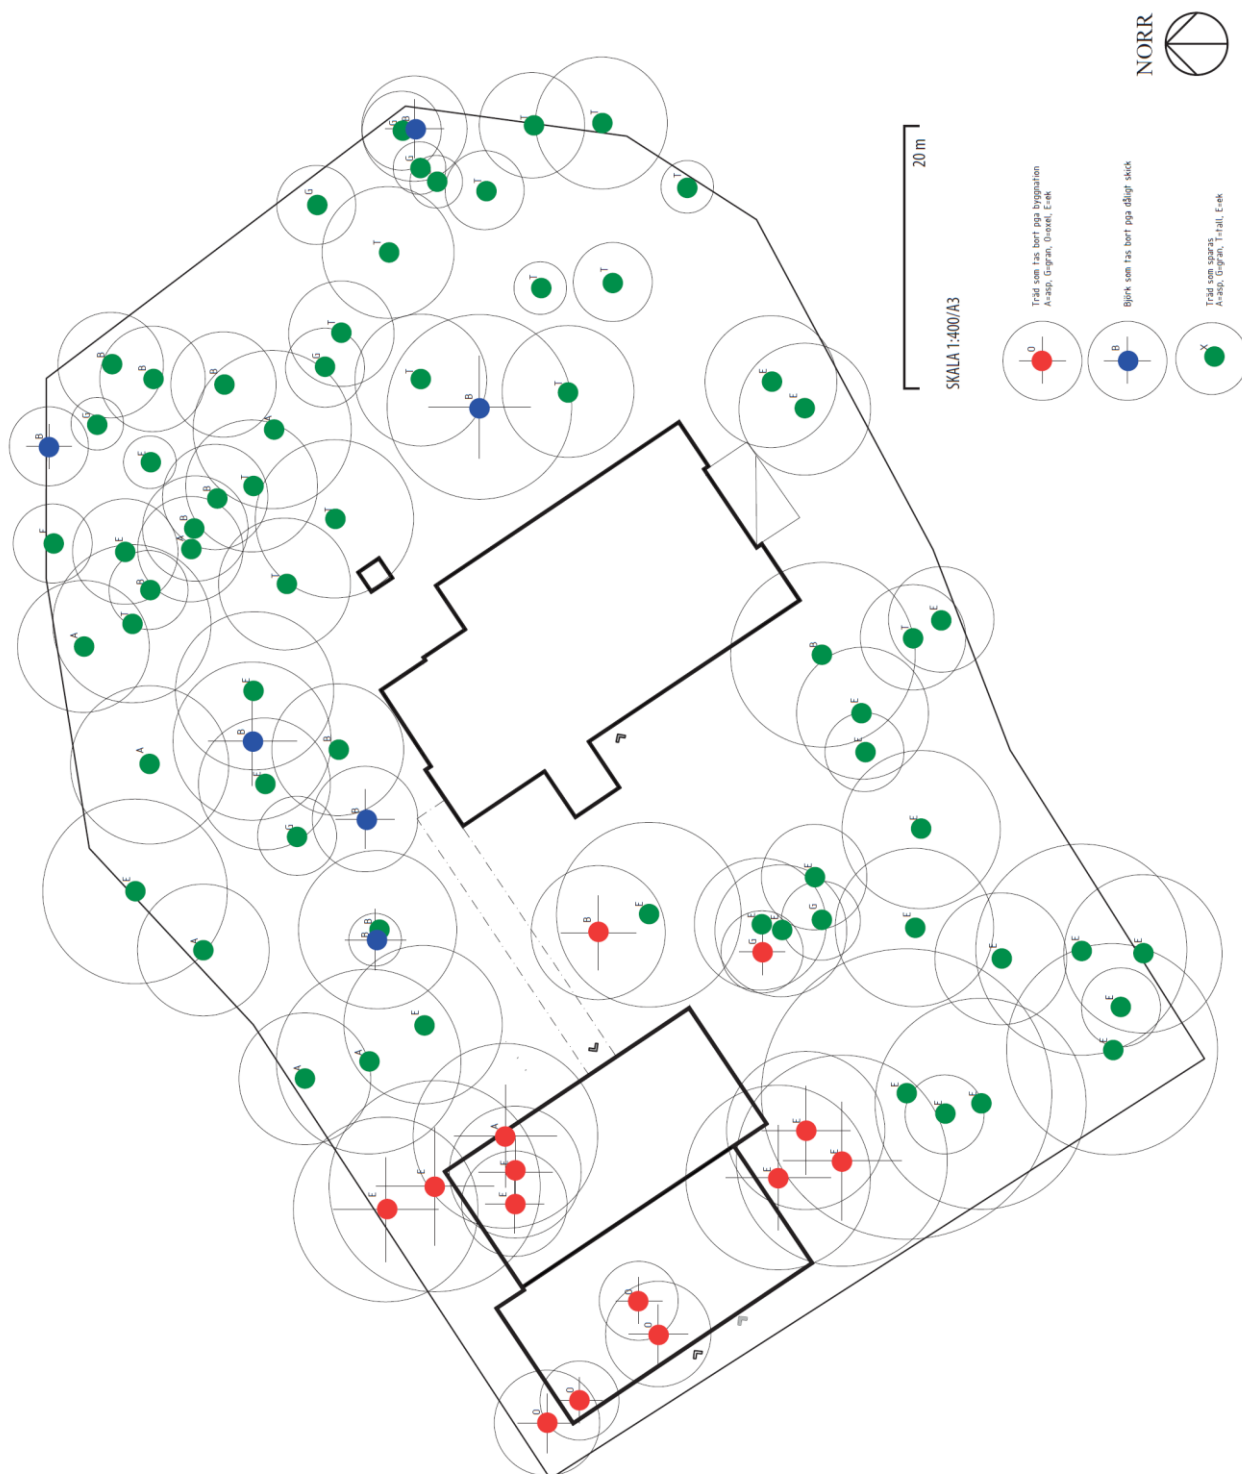 NORR
20 m
SKALA 1:400/A3
O
Träd som tas bort pga byggnation
A=asp, G=gran, O=oxel, E=ek
B
Björk som tas bort pga dåligt skick
X
Träd som sparas
A=asp, G=gran, T=tall, E=ek
G
B
T
T
G
T
T
G
T
T
T
T
G
B
B
B
T
T
B
E
E
G
A
B
E
T
B
B
T
A
E
E
B
T
T
A
E
B
B
A
E
B
G
B
T
E
B
E
E
E
E
A
B
B
E
A
A
B
E
E
E
G
E
E
G
E
E
E
E
E
E
E
E
E
A
E
E
E
E
E
E
E
O
O
O
O